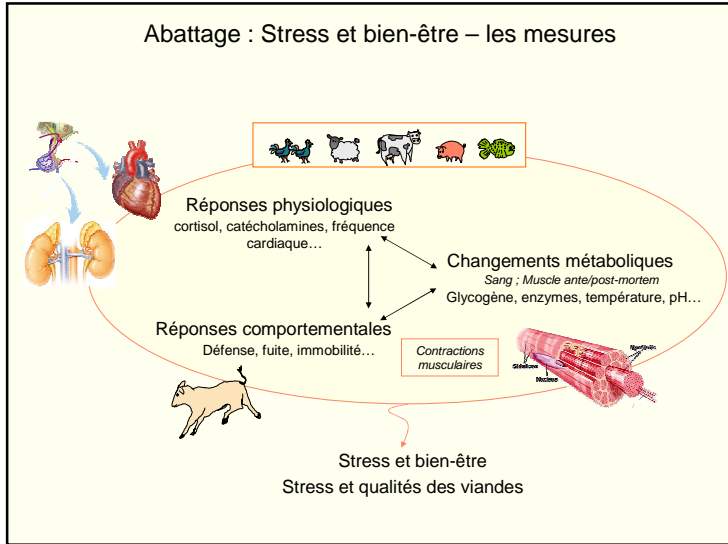 Abattage : Stress et bien-être – les mesures
Réponses physiologiques
cortisol, catécholamines, fréquence
cardiaque…
Changements métaboliques
Sang ; Muscle ante/post-mortem
Glycogène, enzymes, température, pH…
Réponses comportementales
Défense, fuite, immobilité…
Contractions
musculaires
Nucleus
Stress et bien-être
Stress et qualités des viandes